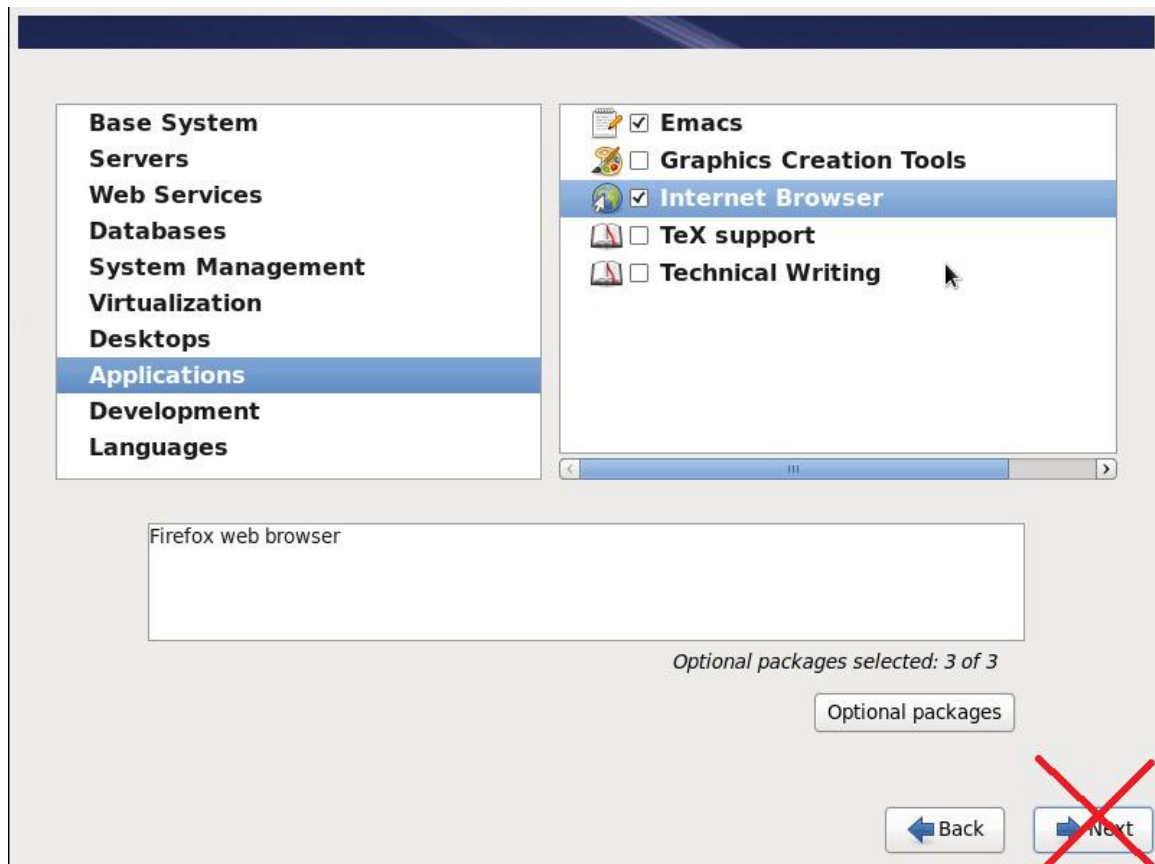 Base System
Servers
Web Services
Databases
System Management
Virtualization
Desktops
Applications
Development
Languages
Emacs
Graphics Creation Tools
Internet Browser
TeX support
Technical Writing
Firefox web browser
Optional packages selected: 3 of 3
Optional packages
Back
Next